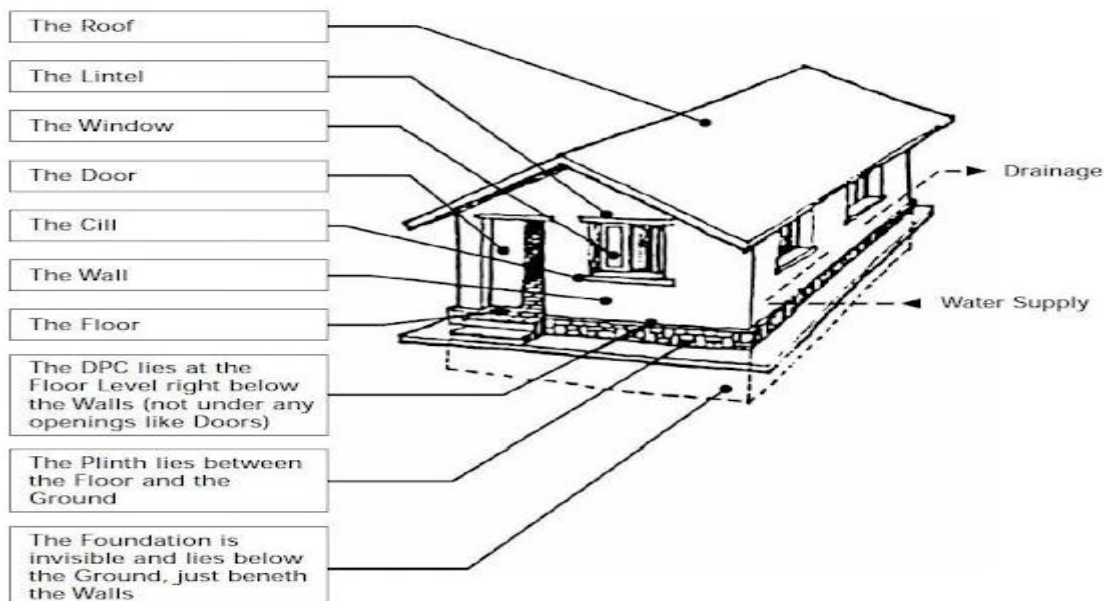 The Roof
The Lintel
The Window
The Door
The Cill
The Wall
The Floor
The DPC lies at the
Floor Level right below
the Walls (not under any
openings like Doors)
The Plinth lies between
the Floor and the
Ground
The Foundation is
invisible and lies below
the Ground, just beneth
the Walls
Drainage
Water Supply